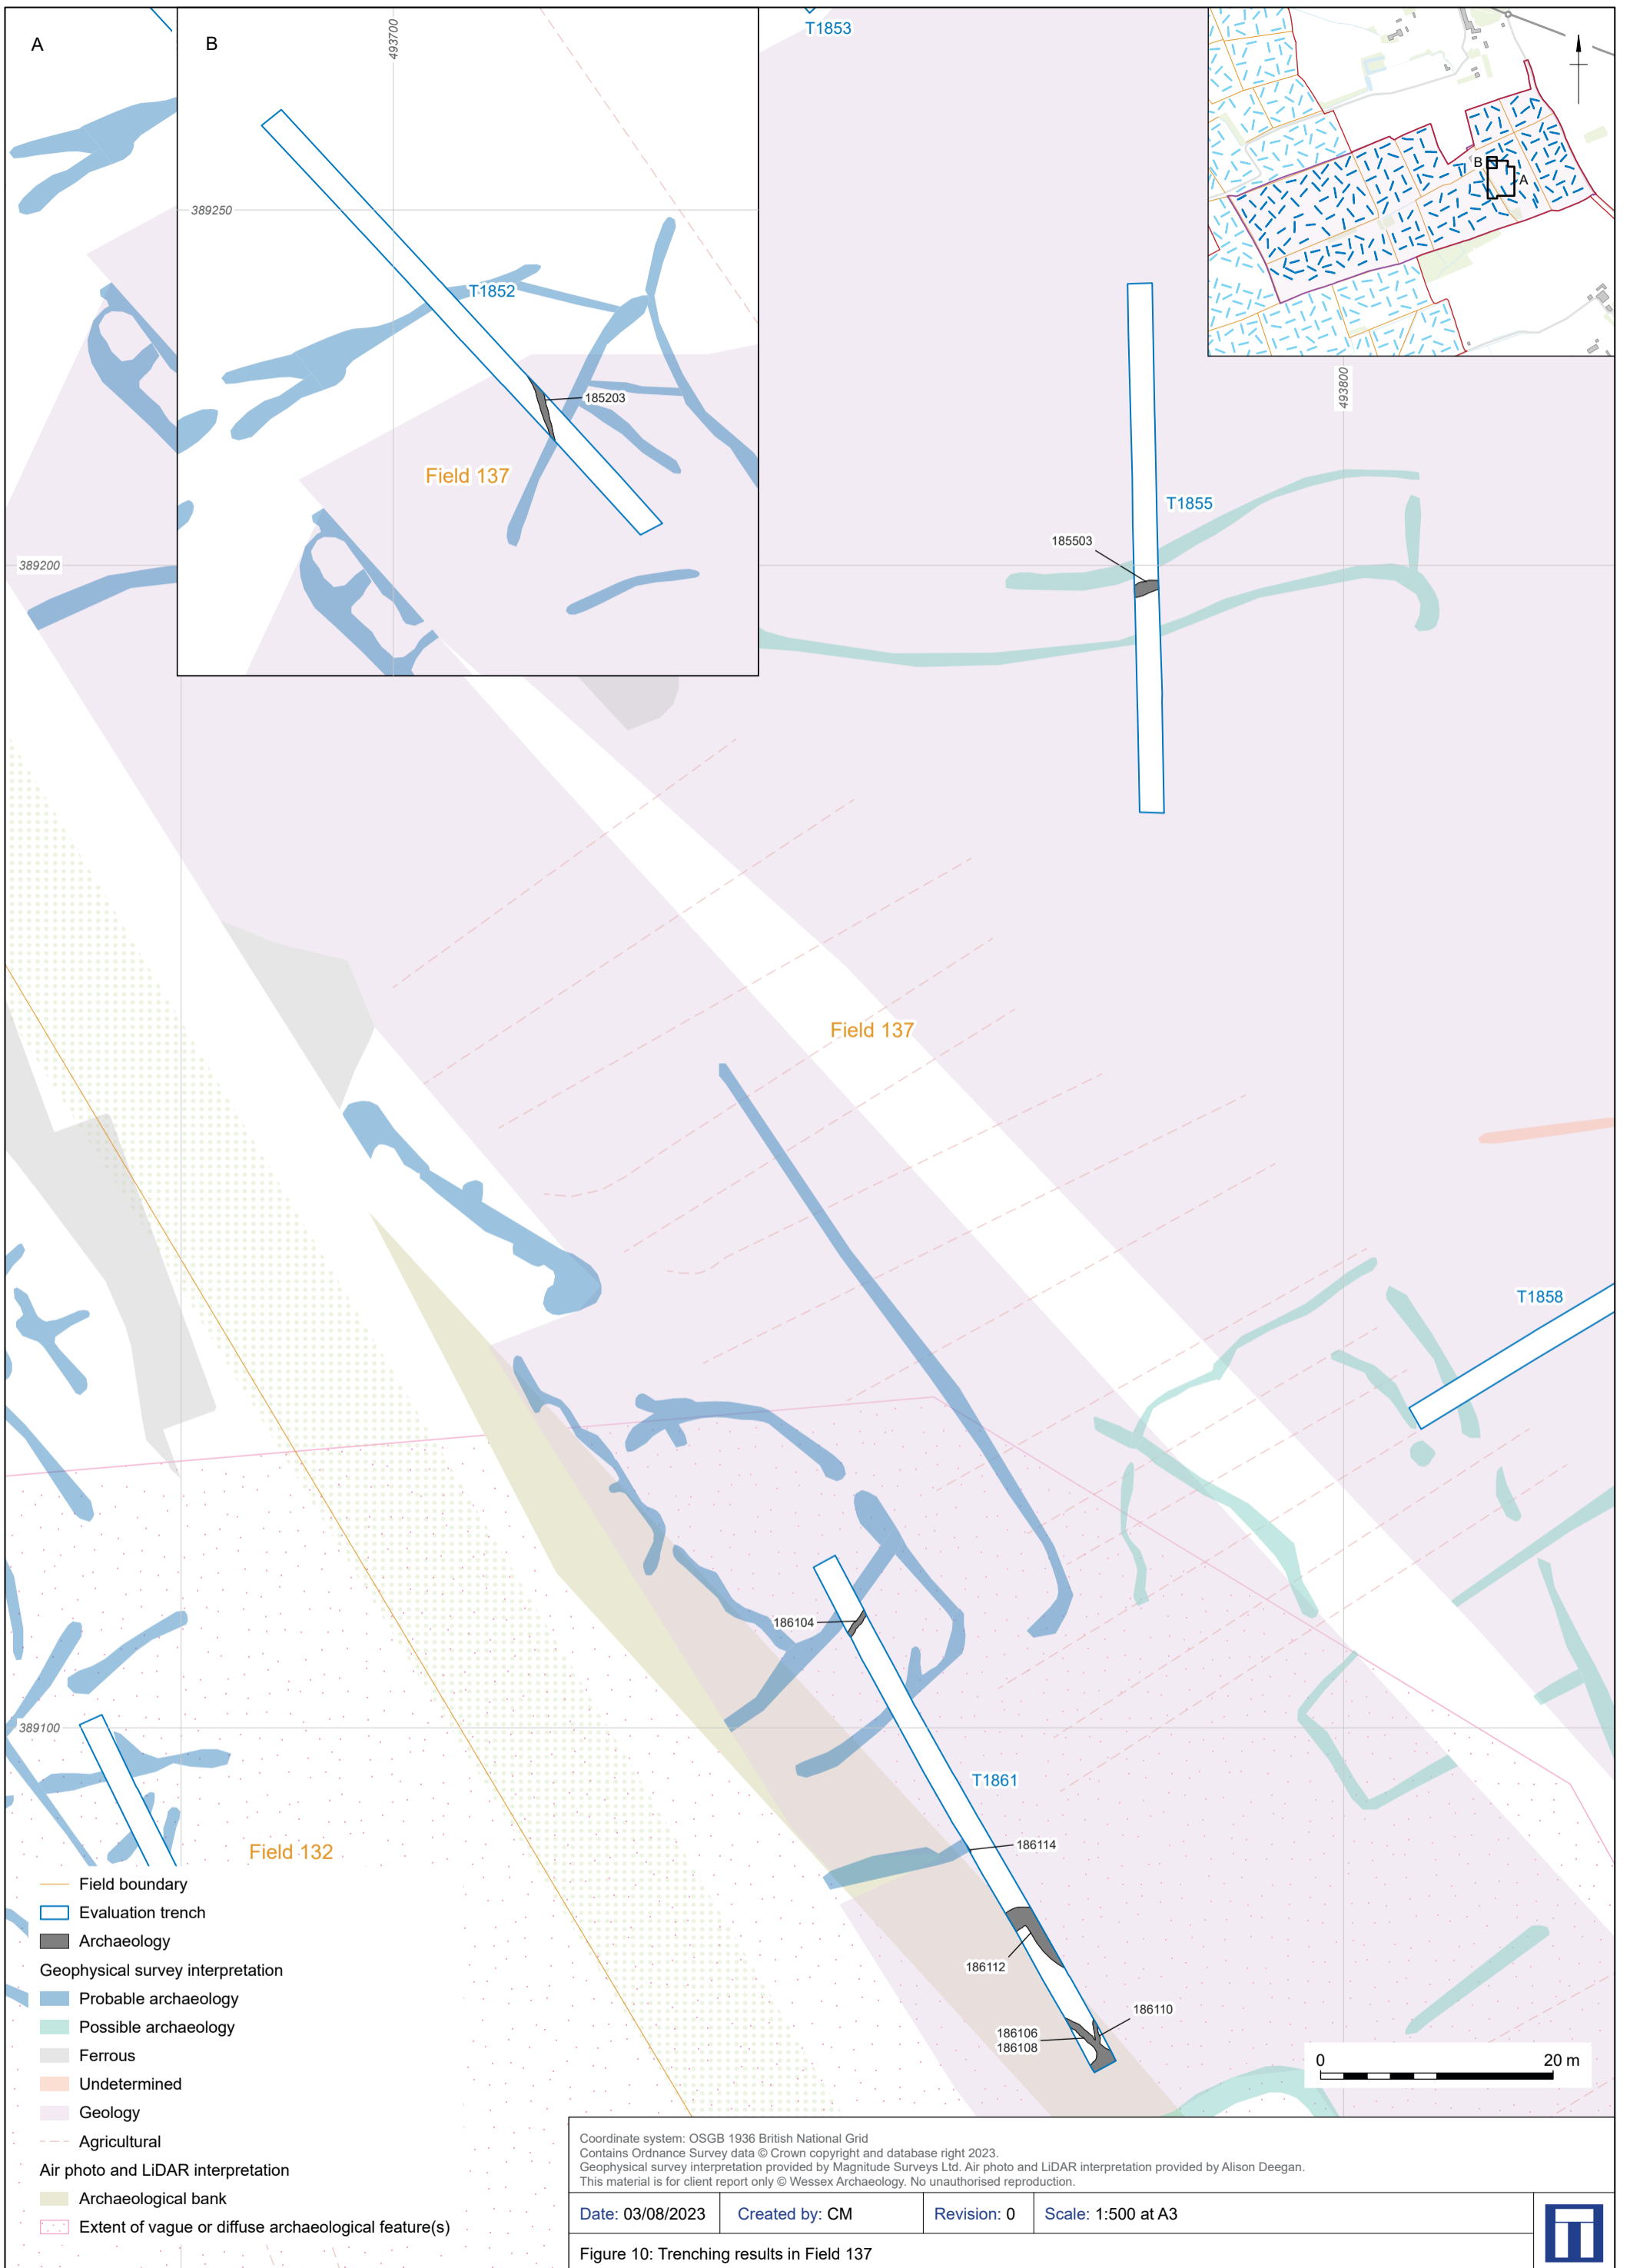 A
B
493700
389250
T1852
185203
Field 137
T1853
B
A
493800
T1855
185503
389200
Field 137
T1858
186104
389100
T1861
186114
186112
186110
186106
186108
Field 132
Field boundary
Evaluation trench
Archaeology
Geophysical survey interpretation
Probable archaeology
Possible archaeology
Ferrous
Undetermined
Geology
Agricultural
Air photo and LiDAR interpretation
Archaeological bank
Extent of vague or diffuse archaeological feature(s)
0 20 m
Coordinate system: OSGB 1936 British National Grid
Contains Ordnance Survey data © Crown copyright and database right 2023.
Geophysical survey interpretation provided by Magnitude Surveys Ltd. Air photo and LiDAR interpretation provided by Alison Deegan.
This material is for client report only © Wessex Archaeology. No unauthorised reproduction.
Date: 03/08/2023 Created by: CM Revision: 0 Scale: 1:500 at A3
Figure 10: Trenching results in Field 137